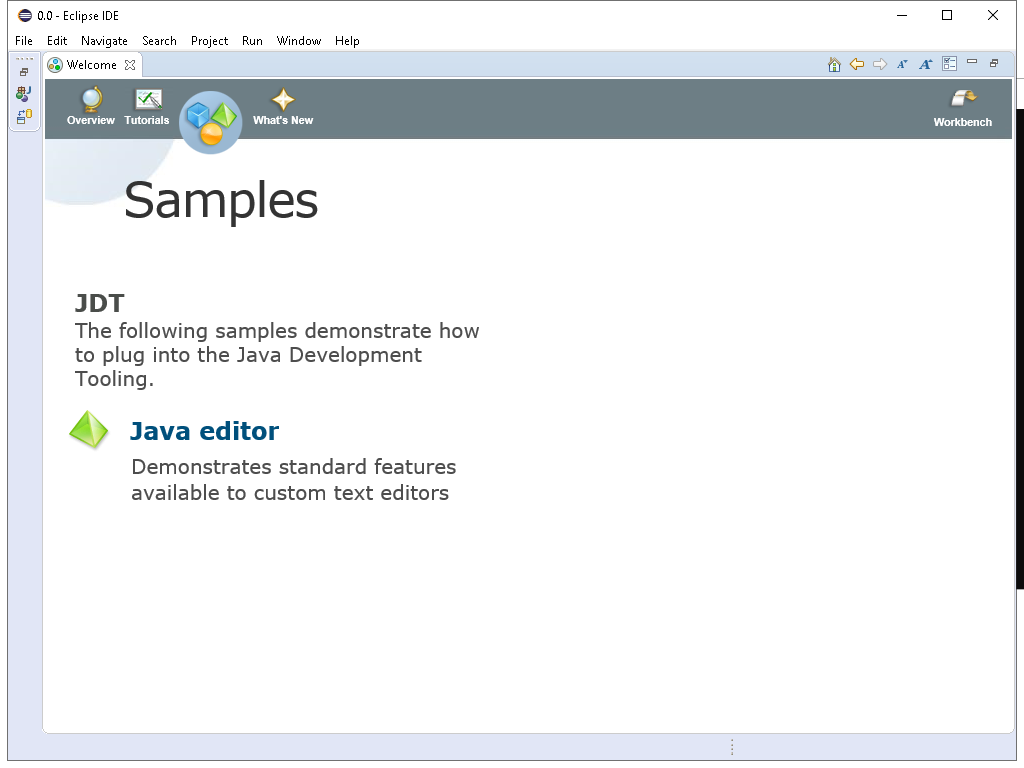 0.0 - Eclipse IDE
File Edit Navigate Search Project Run Window Help
Welcome
Overview Tutorials What's New Workbench
Samples
JDT
The following samples demonstrate how
to plug into the Java Development
Tooling.
Java editor
Demonstrates standard features
available to custom text editors